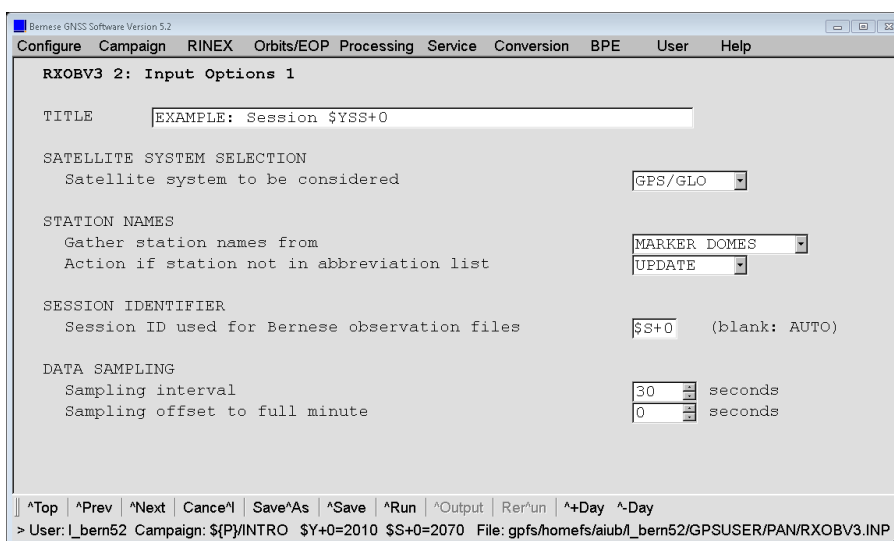 Bernese GNSS Software Version 5.2
Configure Campaign RINEX Orbits/EOP Processing Service Conversion BPE User Help
RXOBV3 2: Input Options 1
TITLE EXAMPLE: Session $YSS+0
SATELLITE SYSTEM SELECTION
Satellite system to be considered GPS/GLO
STATION NAMES
Gather station names from MARKER DOMES
Action if station not in abbreviation list UPDATE
SESSION IDENTIFIER
Session ID used for Bernese observation files $S+0 (blank: AUTO)
DATA SAMPLING
Sampling interval 30 seconds
Sampling offset to full minute 0 seconds
^Top | ^Prev | ^Next | Cance^l | Save^As | ^Save | ^Run | ^Output | Rer^un | ^+Day ^-Day
> User: l_bern52 Campaign: ${P}/INTRO $Y+0=2010 $S+0=2070 File: gpfs/homefs/aiub/l_bern52/GPSUSER/PAN/RXOBV3.INP